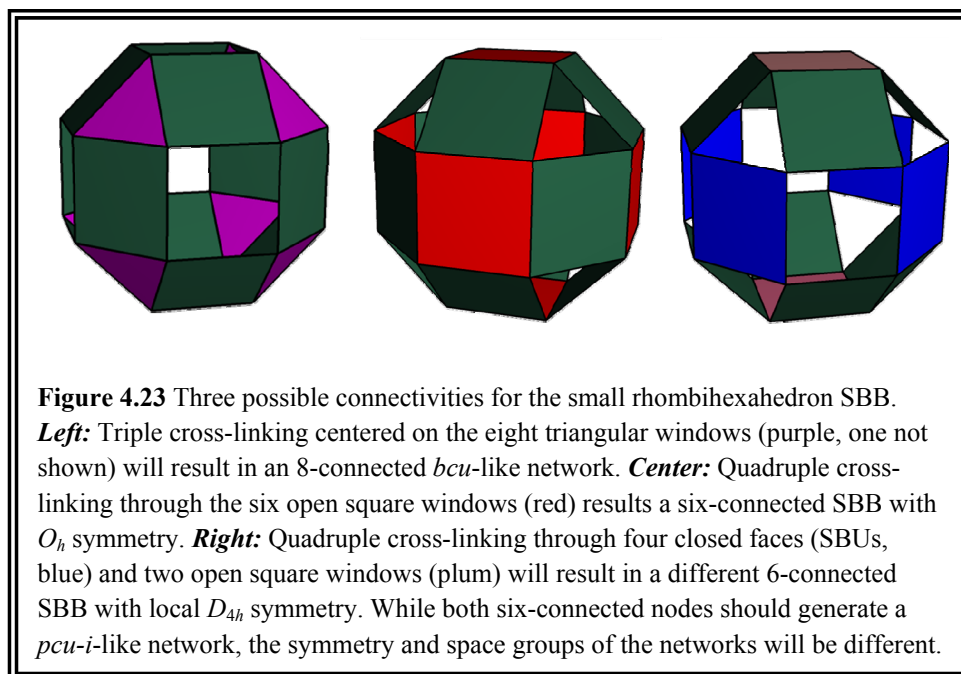 Figure 4.23 Three possible connectivities for the small rhombihexahedron SBB.
Left: Triple cross-linking centered on the eight triangular windows (purple, one not
shown) will result in an 8-connected bcu-like network. Center: Quadruple cross-
linking through the six open square windows (red) results a six-connected SBB with
Oh symmetry. Right: Quadruple cross-linking through four closed faces (SBUs,
blue) and two open square windows (plum) will result in a different 6-connected
SBB with local D4h symmetry. While both six-connected nodes should generate a
pcu-i-like network, the symmetry and space groups of the networks will be different.